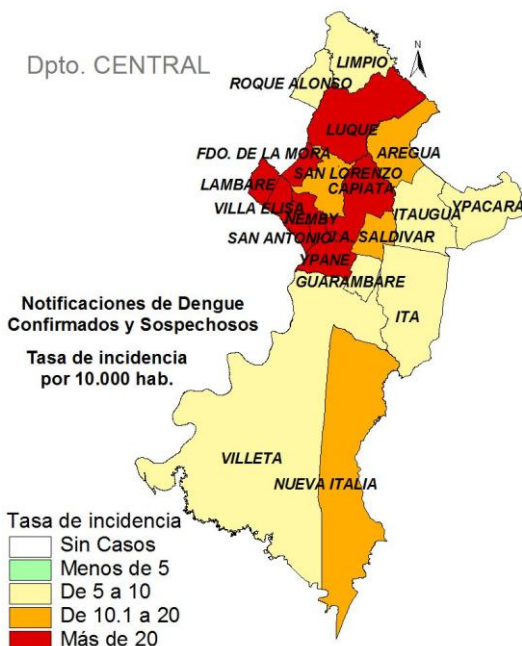 Dpto. CENTRAL
N
LIMPIO
ROQUE ALONSO
LUQUE
FDO. DE LA MORA
AREGUA
SAN LORENZO
LAMBARE
CAPIATA
YPACARA
VILLA ELISA
ITAUGUA
NEMBY
SAN ANTONIO
J.A. SALDIVAR
YPANE
GUARAMBARE
ITA
Notificaciones de Dengue
Confirmados y Sospechosos
Tasa de incidencia
por 10.000 hab.
VILLETA
NUEVA ITALIA
Tasa de incidencia
Sin Casos
Menos de 5
De 5 a 10
De 10.1 a 20
Más de 20